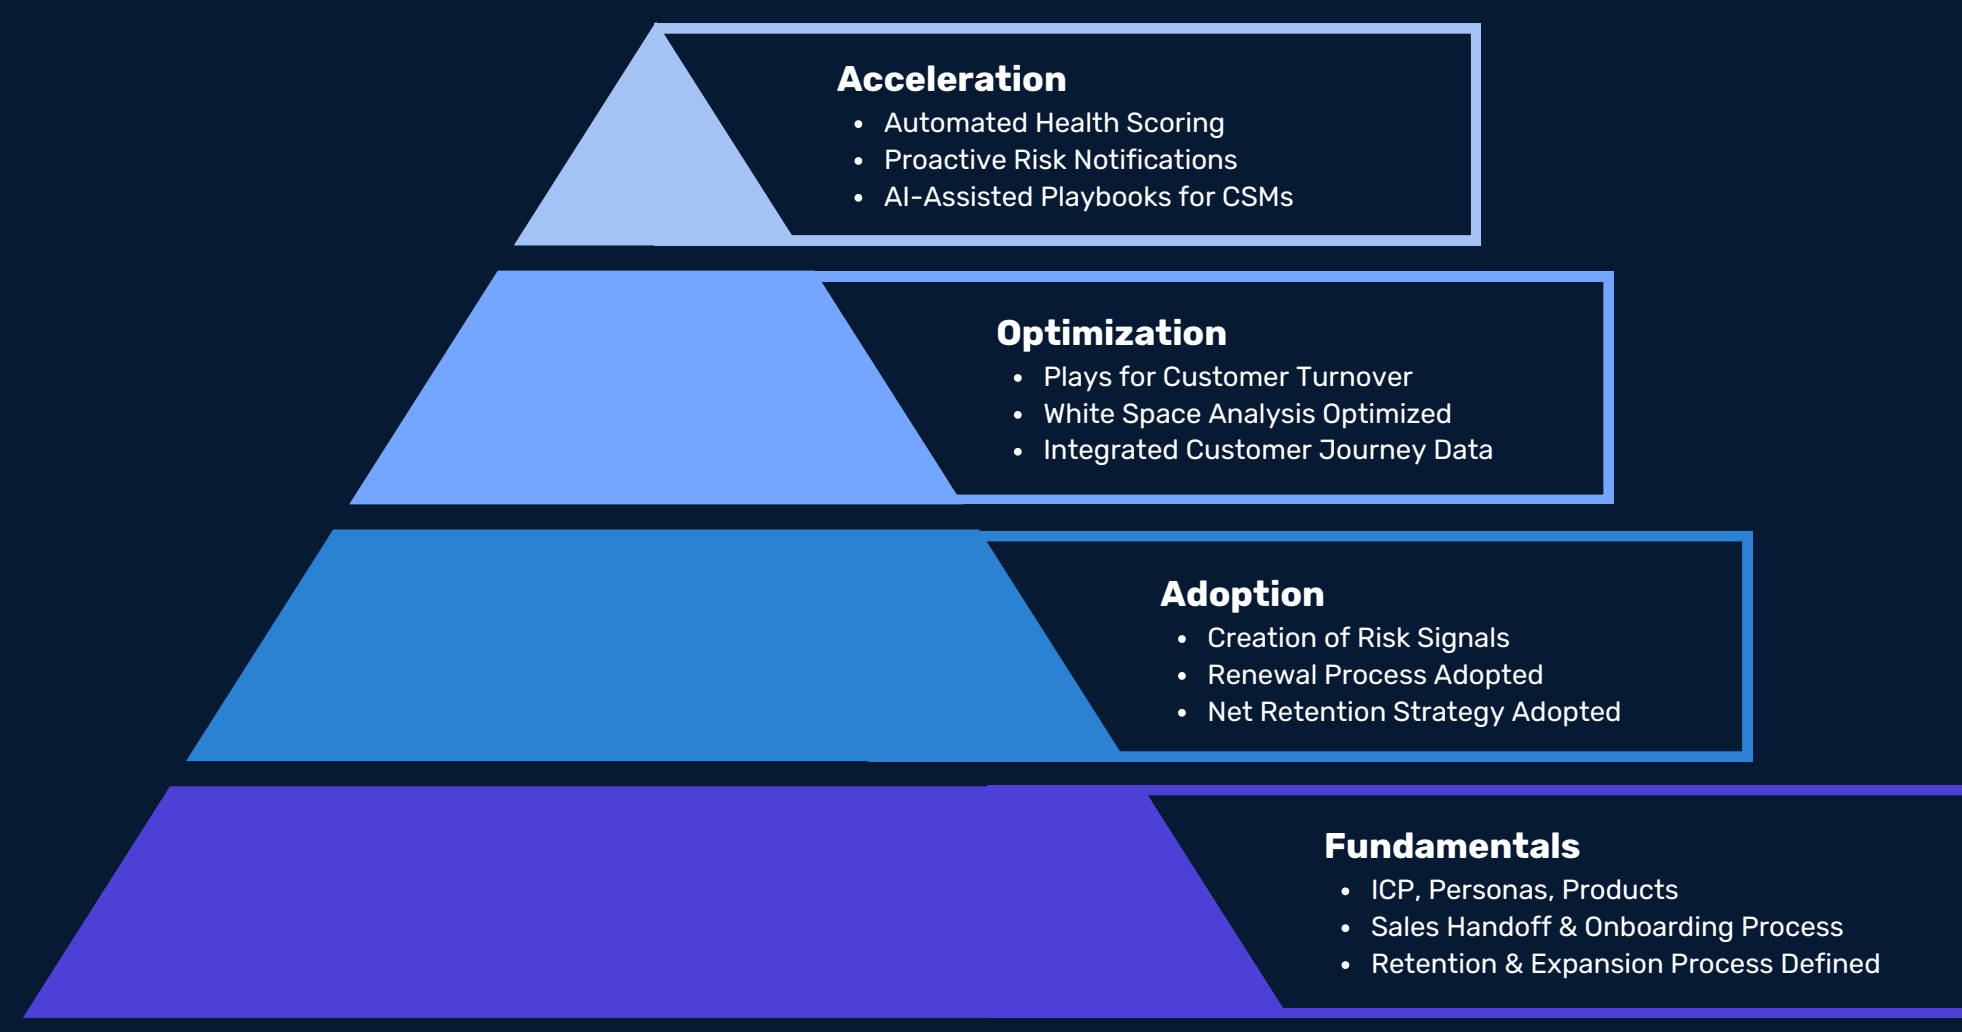 Acceleration
• Automated Health Scoring
• Proactive Risk Notifications
• AI-Assisted Playbooks for CSMs
Optimization
• Plays for Customer Turnover
• White Space Analysis Optimized
• Integrated Customer Journey Data
Adoption
• Creation of Risk Signals
• Renewal Process Adopted
• Net Retention Strategy Adopted
Fundamentals
• ICP, Personas, Products
• Sales Handoff & Onboarding Process
• Retention & Expansion Process Defined